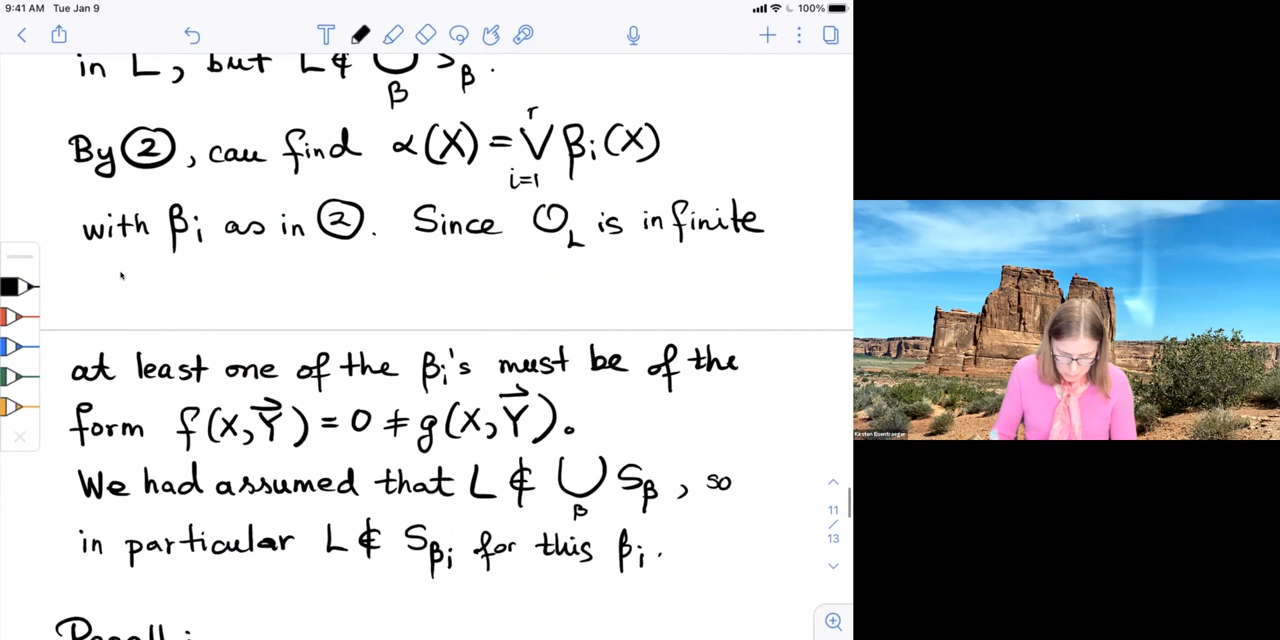 9:41 AM Tue Jan 9
100%
in L, but L ∉ ⋃ S_β.
β
By ②, can find α(X) = ⋁_{i=1}^{r} β_i(X)
with β_i as in ②. Since O_L is infinite
at least one of the β_i's must be of the
form f(X,Y⃗) = 0 ≠ g(X,Y⃗).
We had assumed that L ∉ ⋃_β S_β, so
in particular L ∉ S_{β_i} for this β_i.
Recall:
11
/
13
Kirsten Eisentraeger